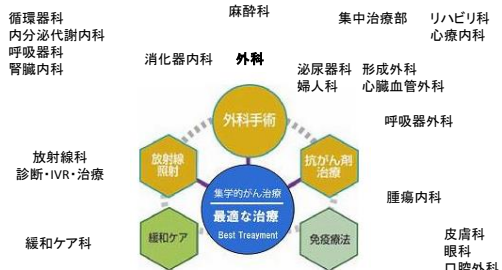 麻酔科
循環器科
内分泌代謝内科
呼吸器科
腎臓内科
集中治療部
リハビリ科
心療内科
消化器内科
外科
泌尿器科
婦人科
形成外科
心臓血管外科
外科手術
呼吸器外科
放射線科
診断・IVR・治療
放射線
照射
抗がん剤
治療
集学的がん治療
最適な治療
Best Treayment
腫瘍内科
緩和ケア科
緩和ケア
免疫療法
皮膚科
眼科
口腔外科